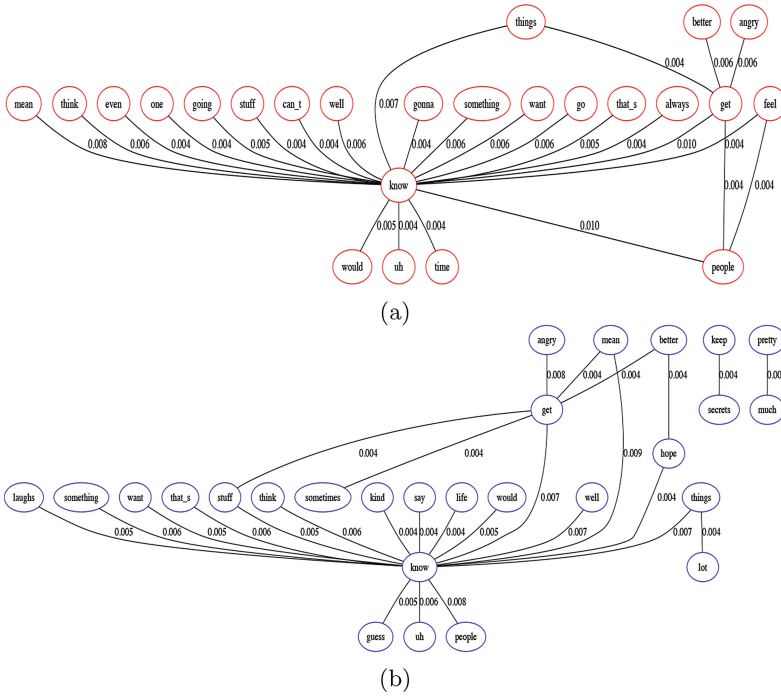 things better angry
0.004 0.006 0.006
mean think even one going stuff can_t well gonna something want go that_s always get feel
0.007
0.008 0.006 0.004 0.004 0.005 0.004 0.004 0.006 0.004 0.006 0.006 0.006 0.005 0.004 0.010 0.004
know
0.004 0.004
0.005 0.004 0.004 0.010
would uh time people
(a)
angry mean better keep pretty
0.008 0.004 0.004 0.004 0.004
get secrets much
0.004 0.004 0.009 hope
laughs something want that_s stuff think sometimes kind say life would well things
0.007 0.004
0.005 0.006 0.005 0.006 0.005 0.006 0.004 0.004 0.004 0.005 0.007 0.007 0.004
know lot
0.005 0.006 0.008
guess uh people
(b)